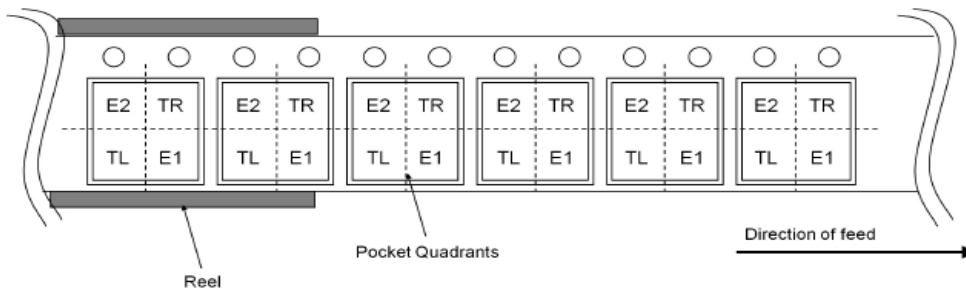 E2 TR E2 TR E2 TR E2 TR E2 TR E2 TR
TL E1 TL E1 TL E1 TL E1 TL E1 TL E1
Direction of feed
Pocket Quadrants
Reel